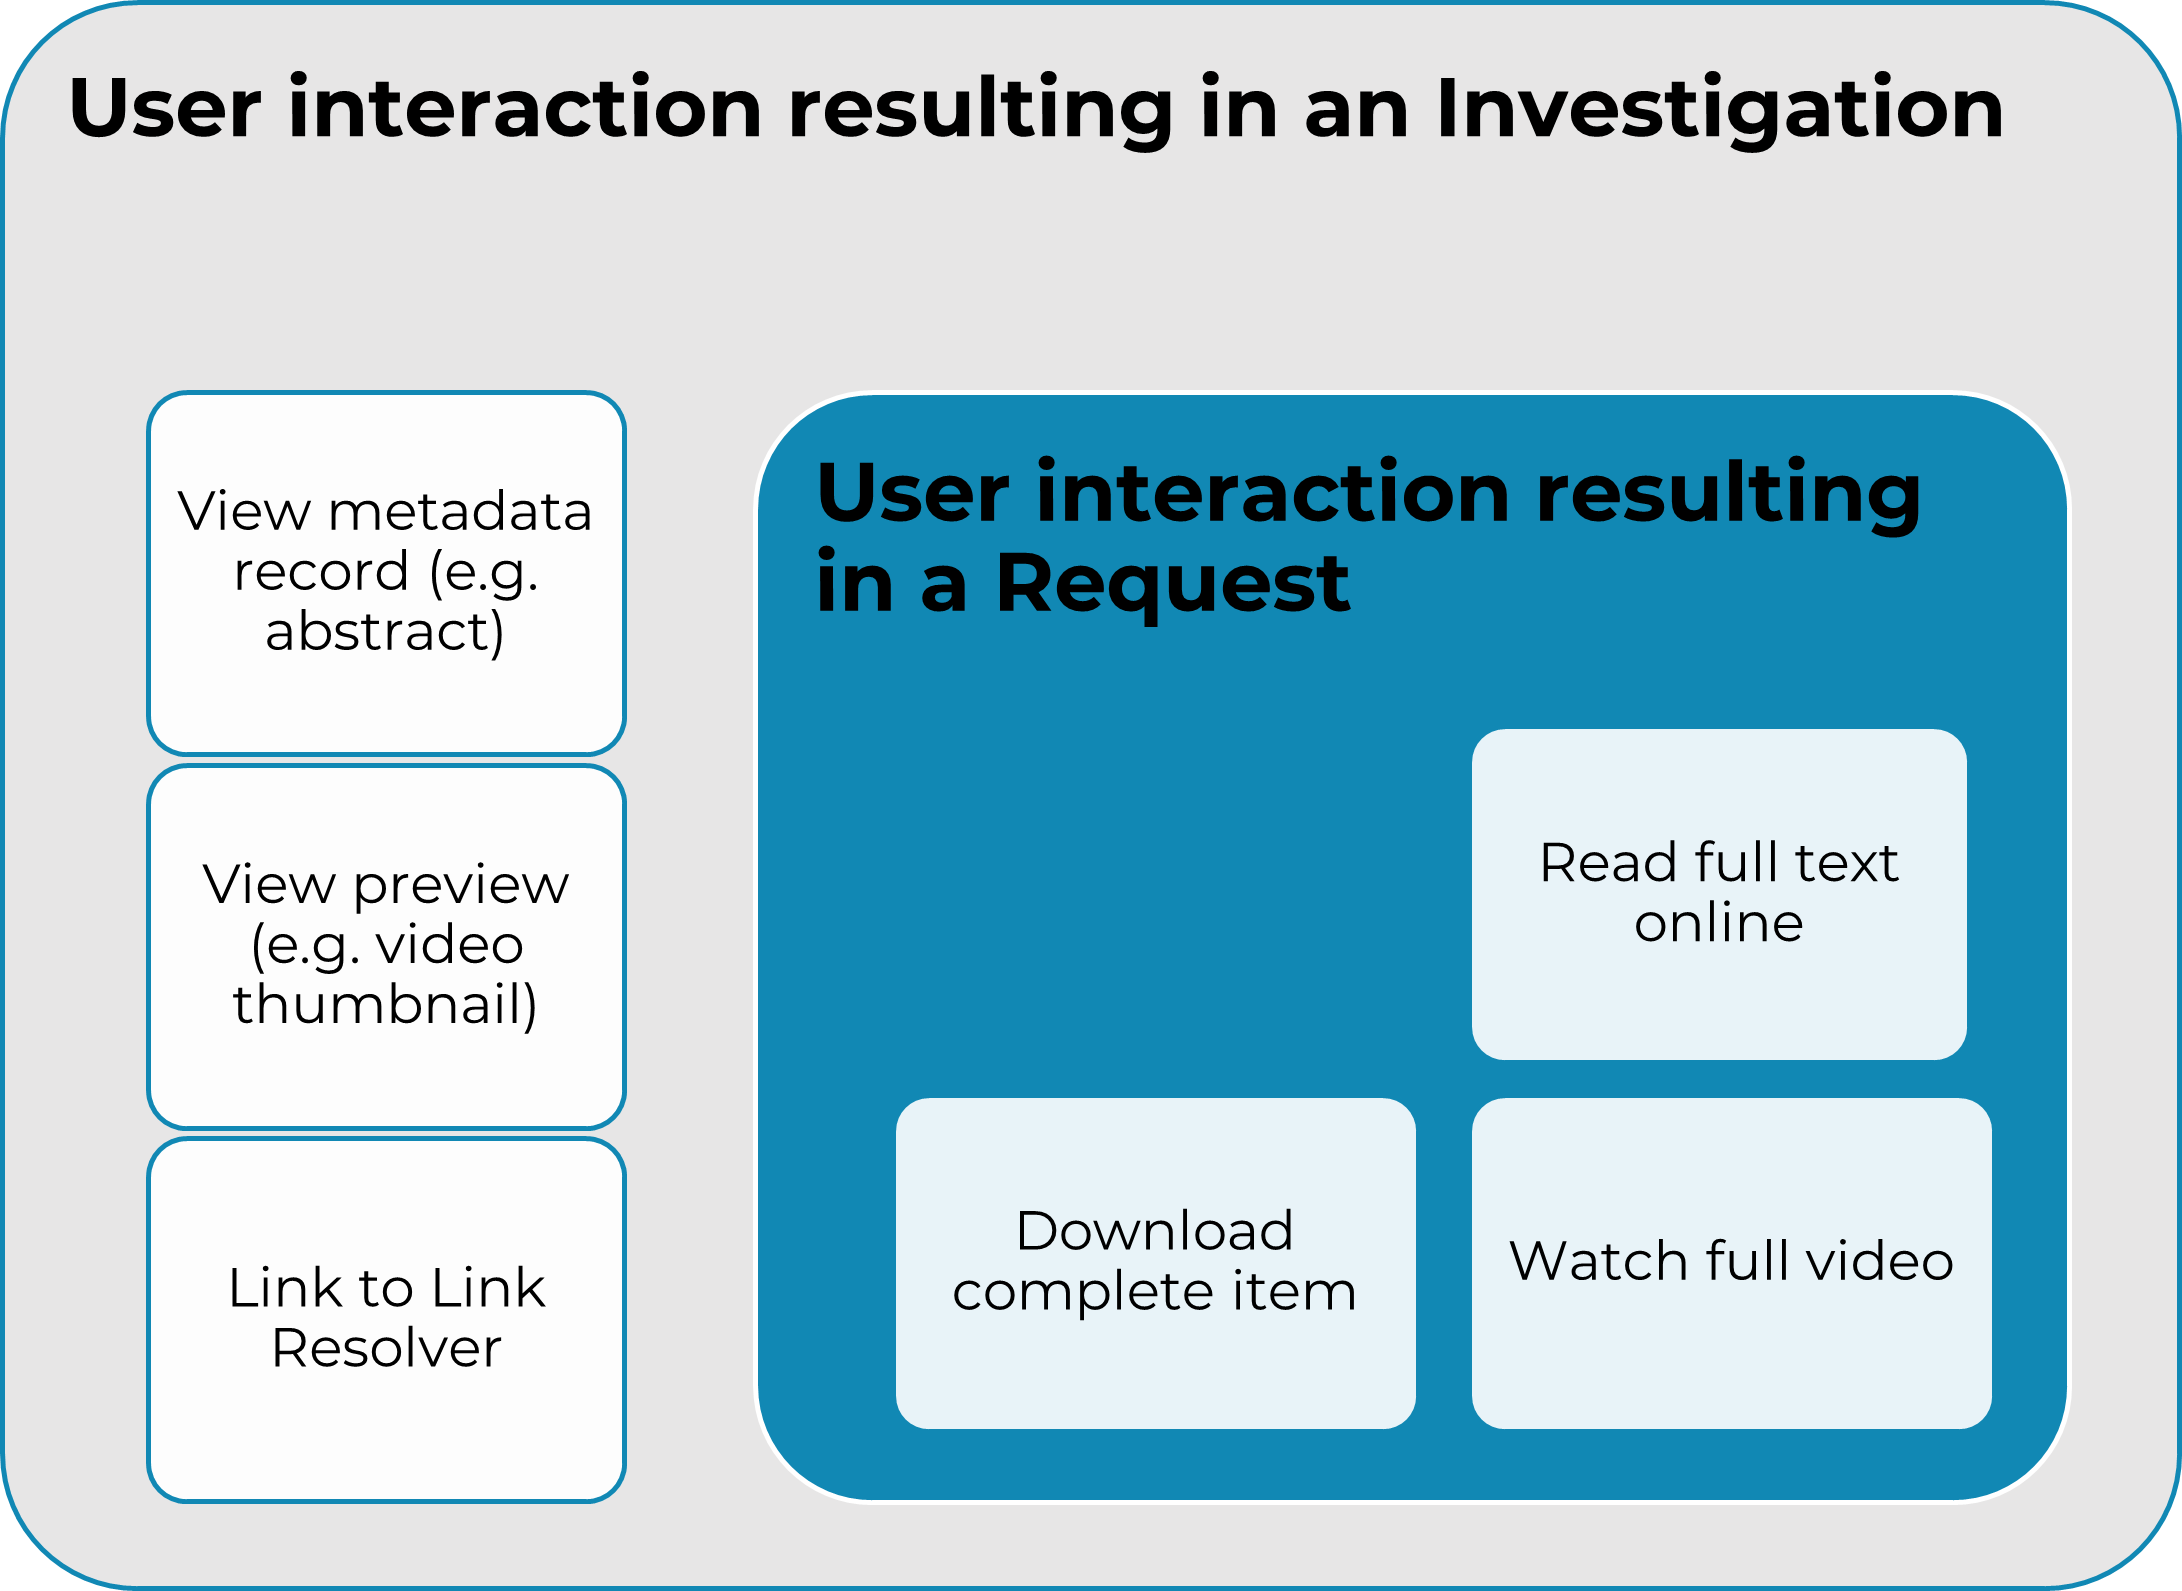 User interaction resulting in an Investigation
View metadata
record (e.g.
abstract)
View preview
(e.g. video
thumbnail)
Link to Link
Resolver
User interaction resulting
in a Request
Read full text
online
Download
complete item
Watch full video